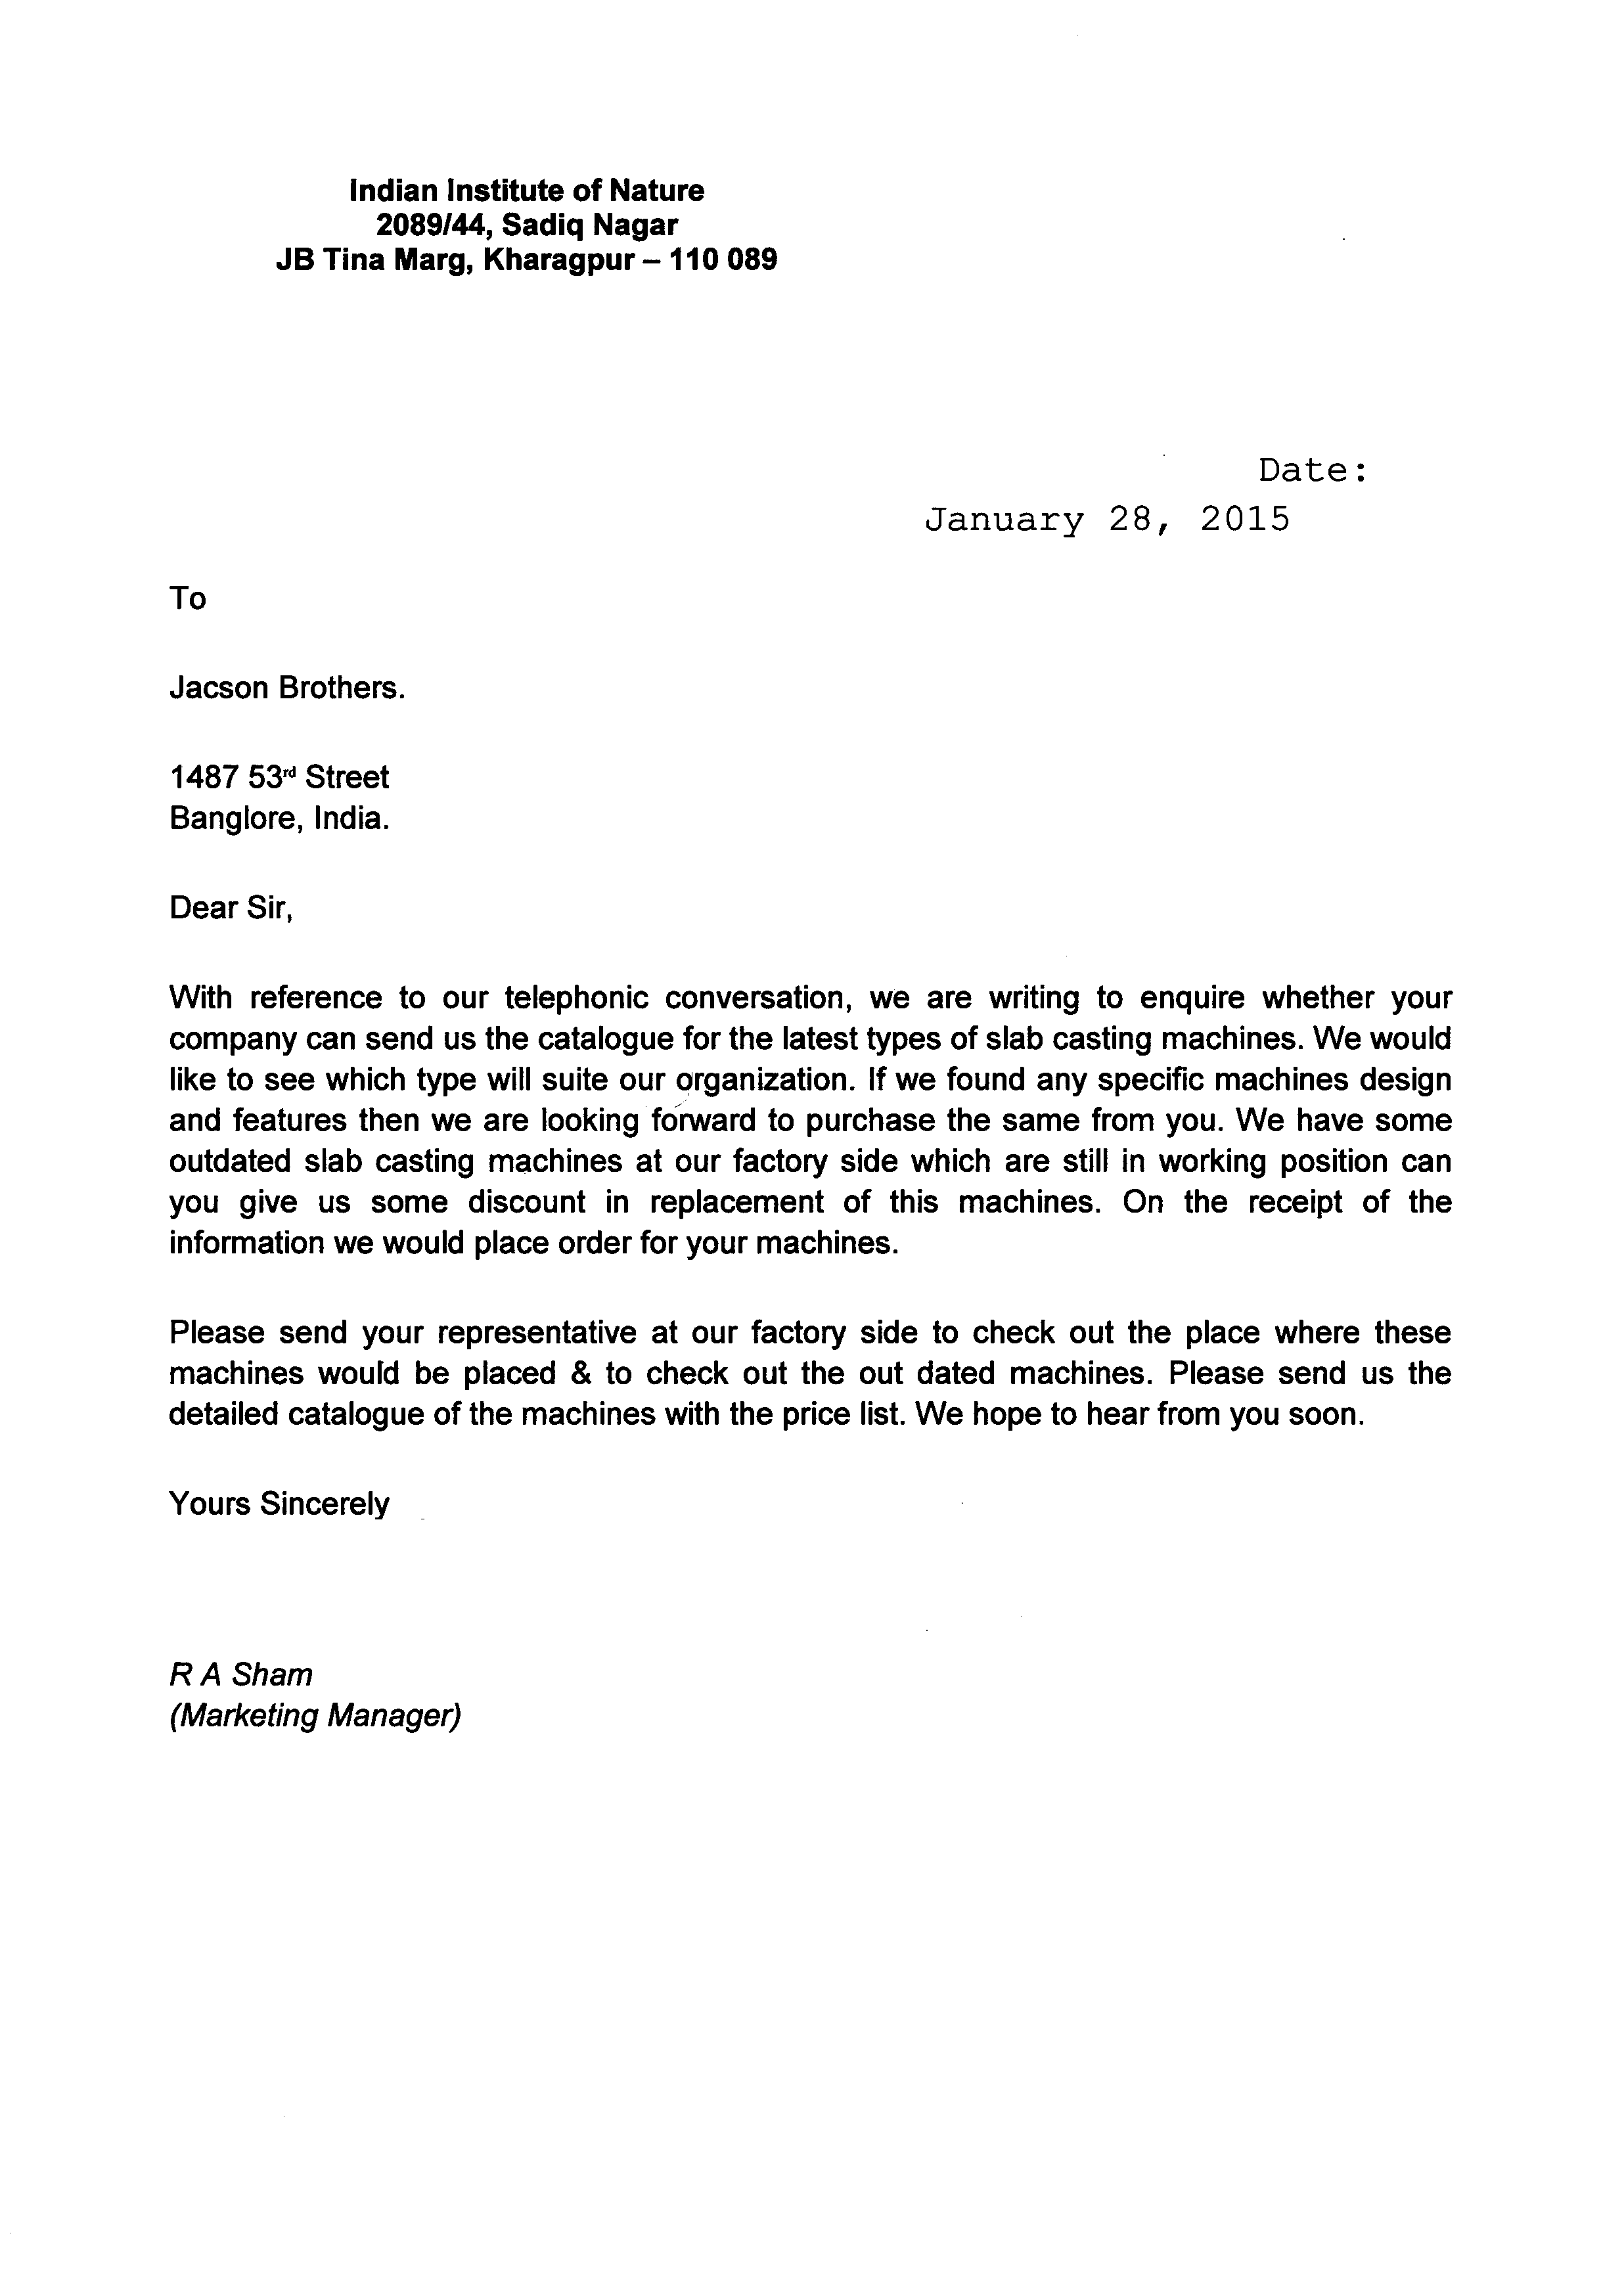 Indian Institute of Nature
2089/44, Sadiq Nagar
JB Tina Marg, Kharagpur – 110 089
Date:
January 28, 2015
To
Jacson Brothers.
1487 53rd Street
Banglore, India.
Dear Sir,
With reference to our telephonic conversation, we are writing to enquire whether your
company can send us the catalogue for the latest types of slab casting machines. We would
like to see which type will suite our organization. If we found any specific machines design
and features then we are looking forward to purchase the same from you. We have some
outdated slab casting machines at our factory side which are still in working position can
you give us some discount in replacement of this machines. On the receipt of the
information we would place order for your machines.
Please send your representative at our factory side to check out the place where these
machines would be placed & to check out the out dated machines. Please send us the
detailed catalogue of the machines with the price list. We hope to hear from you soon.
Yours Sincerely
R A Sham
(Marketing Manager)